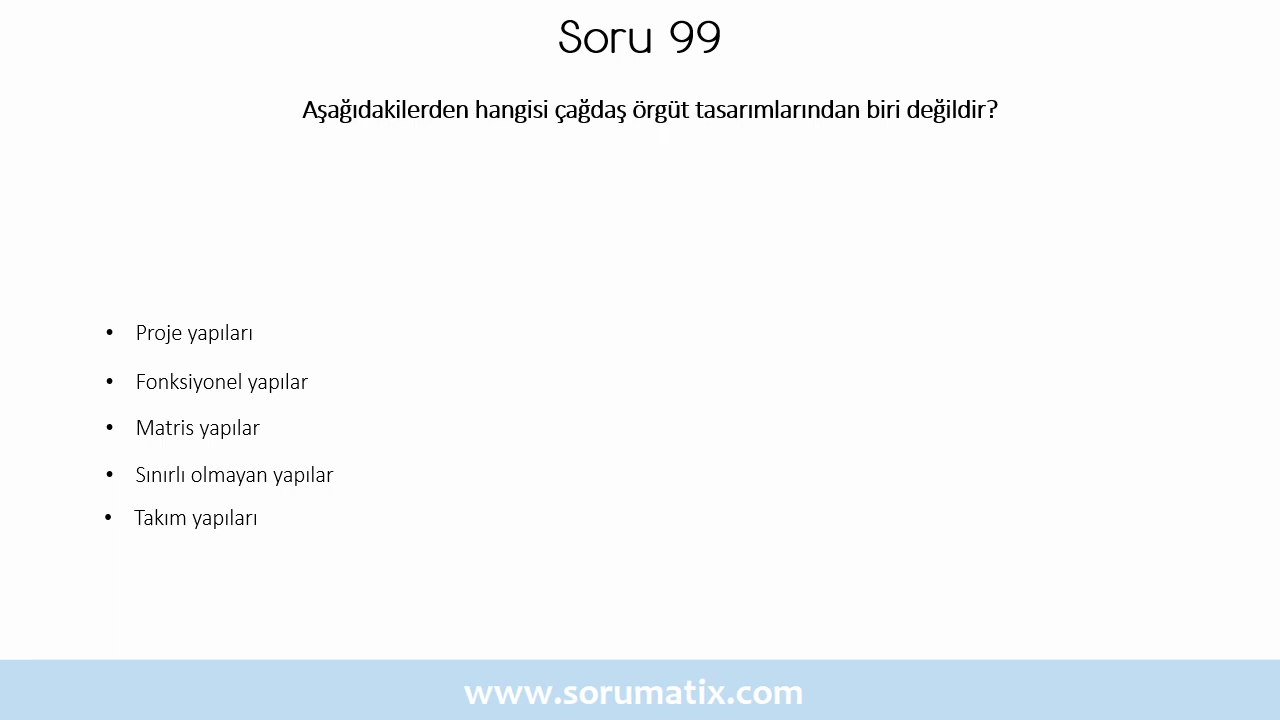 Soru 99
Aşağıdakilerden hangisi çağdaş örgüt tasarımlarından biri değildir?
• Proje yapıları
• Fonksiyonel yapılar
• Matris yapılar
• Sınırlı olmayan yapılar
• Takım yapıları
www.sorumatix.com